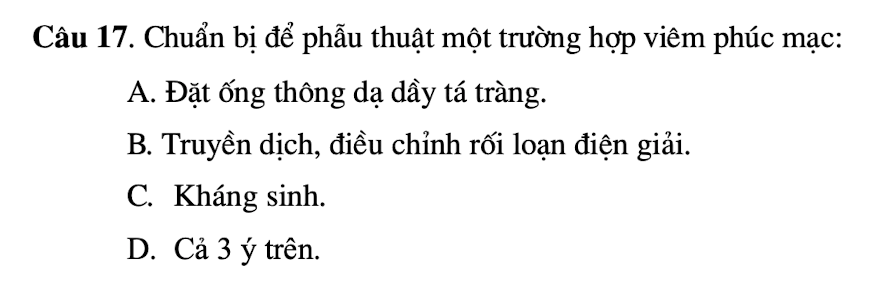 Câu 17. Chuẩn bị để phẫu thuật một trường hợp viêm phúc mạc:
A. Đặt ống thông dạ dầy tá tràng.
B. Truyền dịch, điều chỉnh rối loạn điện giải.
C. Kháng sinh.
D. Cả 3 ý trên.